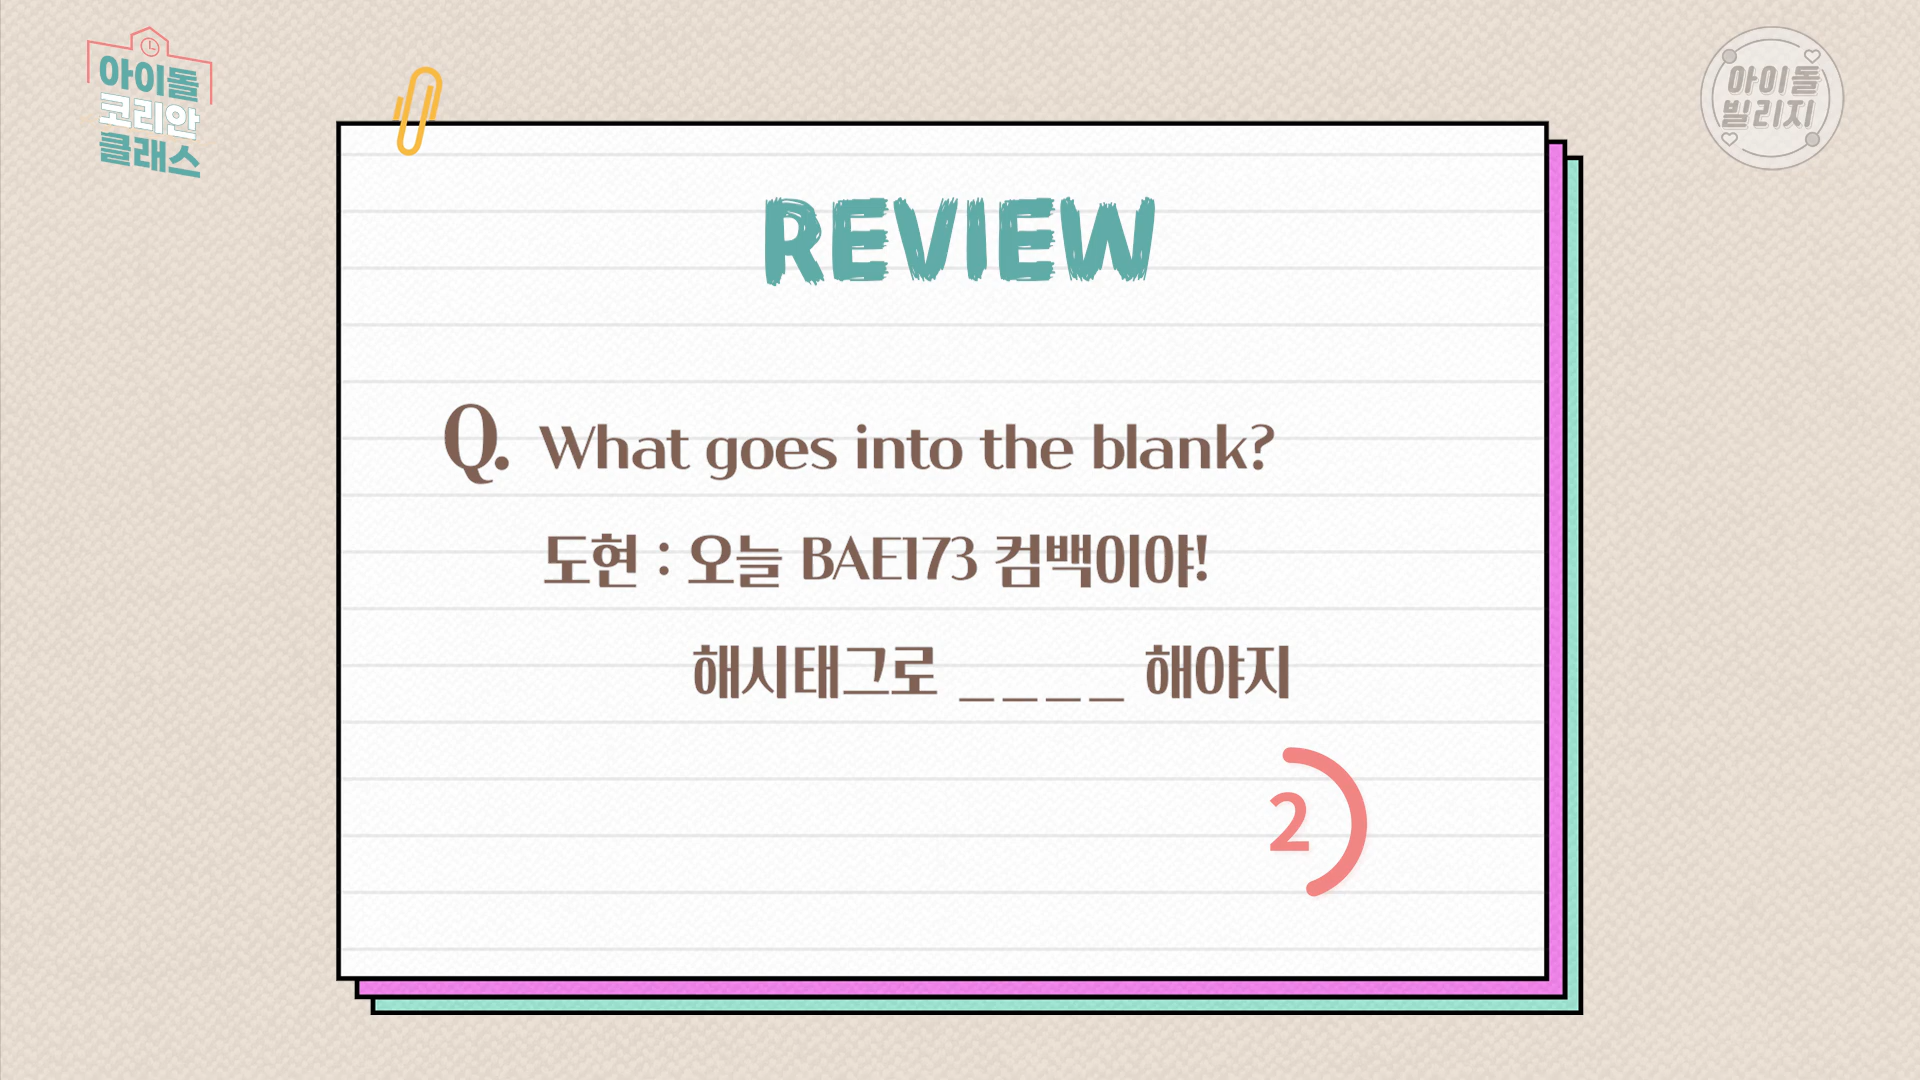 아이돌
코리안
클래스
아이돌
빌리지
REVIEW
Q. What goes into the blank?
도현 : 오늘 BAE173 컴백이야!
해시태그로 _ _ _ _ 해야지
2